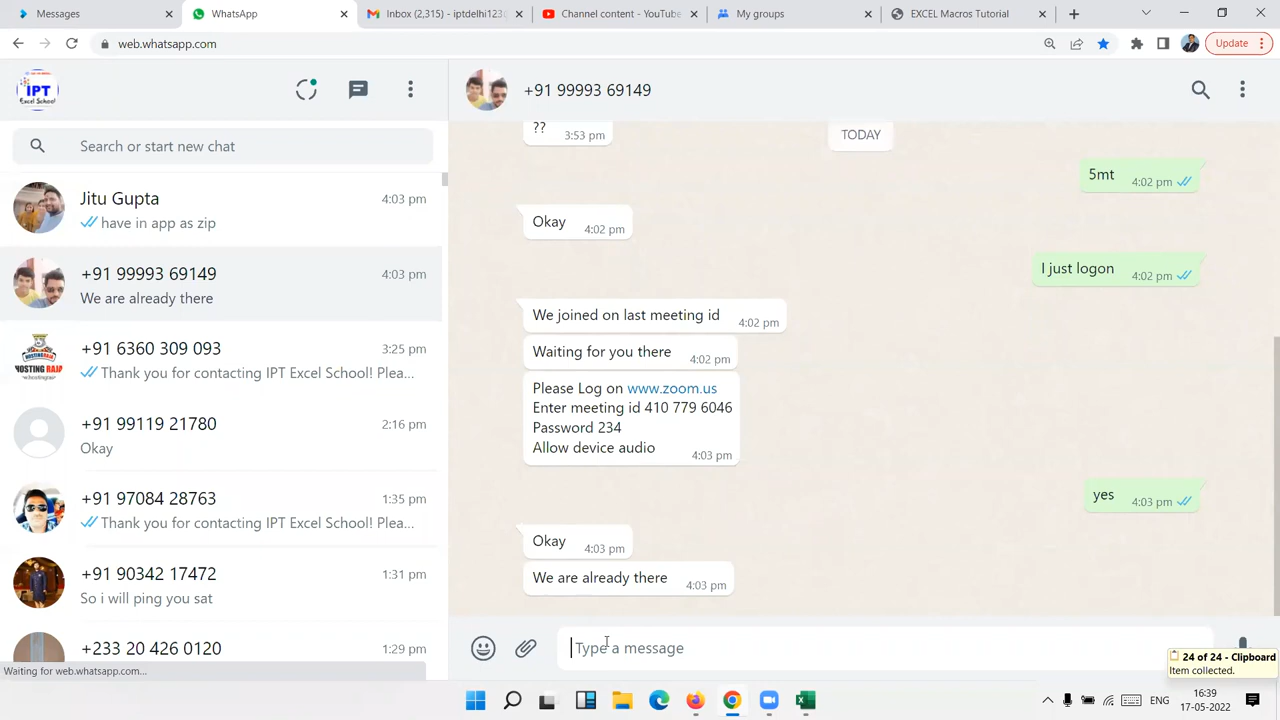 Messages
WhatsApp
Inbox (2,315) - iptdelhi123@
Channel content - YouTube
My groups
EXCEL Macros Tutorial
web.whatsapp.com
Update
IPT
Excel School
+91 99993 69149
Search or start new chat
Jitu Gupta
4:03 pm
have in app as zip
+91 99993 69149
4:03 pm
We are already there
HOSTING RAJA
+91 6360 309 093
3:25 pm
Thank you for contacting IPT Excel School! Plea...
+91 99119 21780
2:16 pm
Okay
+91 97084 28763
1:35 pm
Thank you for contacting IPT Excel School! Plea...
+91 90342 17472
1:31 pm
So i will ping you sat
+233 20 426 0120
1:29 pm
Waiting for web.whatsapp.com...
?? 3:53 pm
TODAY
5mt 4:02 pm
Okay 4:02 pm
I just logon 4:02 pm
We joined on last meeting id 4:02 pm
Waiting for you there 4:02 pm
Please Log on www.zoom.us
Enter meeting id 410 779 6046
Password 234
Allow device audio 4:03 pm
yes 4:03 pm
Okay 4:03 pm
We are already there 4:03 pm
Type a message
24 of 24 - Clipboard
Item collected.
ENG
16:39
17-05-2022